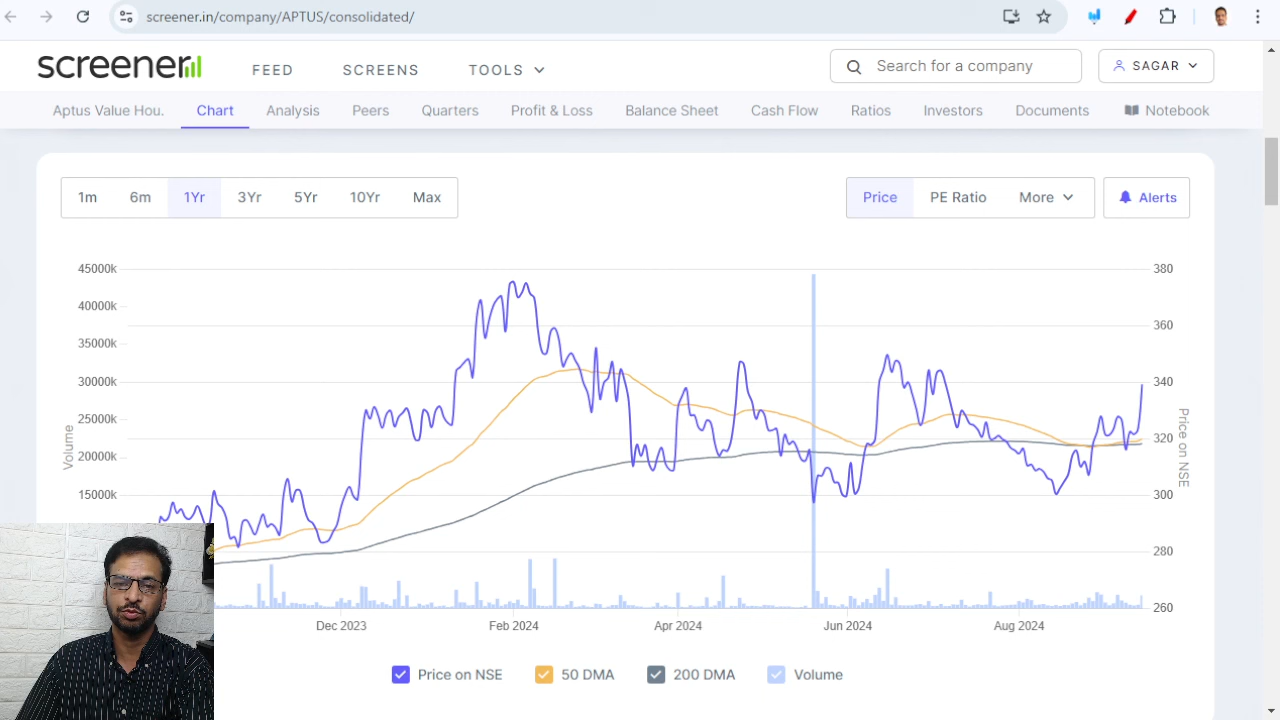 screener.in/company/APTUS/consolidated/
screener
FEED
SCREENS
TOOLS
Search for a company
SAGAR
Aptus Value Hou.
Chart
Analysis
Peers
Quarters
Profit & Loss
Balance Sheet
Cash Flow
Ratios
Investors
Documents
Notebook
1m
6m
1Yr
3Yr
5Yr
10Yr
Max
Price
PE Ratio
More
Alerts
45000k
40000k
35000k
30000k
25000k
20000k
15000k
Volume
380
360
340
320
300
280
260
Price on NSE
Dec 2023
Feb 2024
Apr 2024
Jun 2024
Aug 2024
Price on NSE
50 DMA
200 DMA
Volume